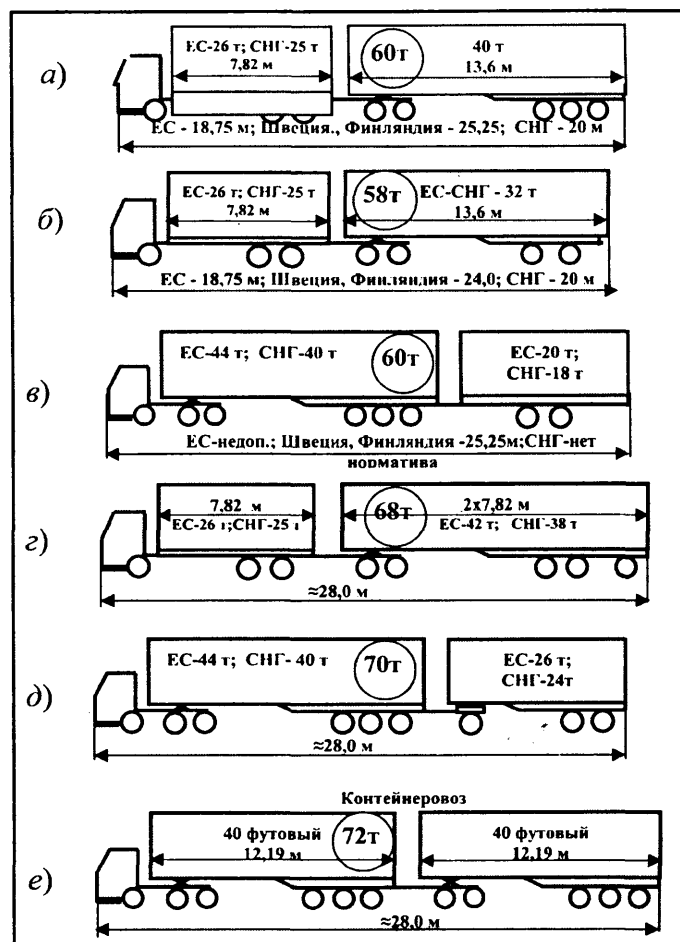 а)
ЕС-26 т; СНГ-25 т
7,82 м
60т
40 т
13,6 м
ЕС - 18,75 м; Швеция., Финляндия - 25,25; СНГ - 20 м
б)
ЕС-26 т; СНГ-25 т
7,82 м
58т
ЕС-СНГ - 32 т
13,6 м
ЕС - 18,75 м; Швеция, Финляндия - 24,0; СНГ - 20 м
в)
ЕС-44 т; СНГ-40 т
60т
ЕС-20 т;
СНГ-18 т
ЕС-недоп.; Швеция, Финляндия -25,25м;СНГ-нет
норматива
г)
7,82 м
ЕС-26 т;СНГ-25 т
68т
2х7,82 м
ЕС-42 т; СНГ-38 т
≈28,0 м
д)
ЕС-44 т; СНГ- 40 т
70т
ЕС-26 т;
СНГ-24т
≈28,0 м
Контейнеровоз
е)
40 футовый
12,19 м
72т
40 футовый
12,19 м
≈28,0 м